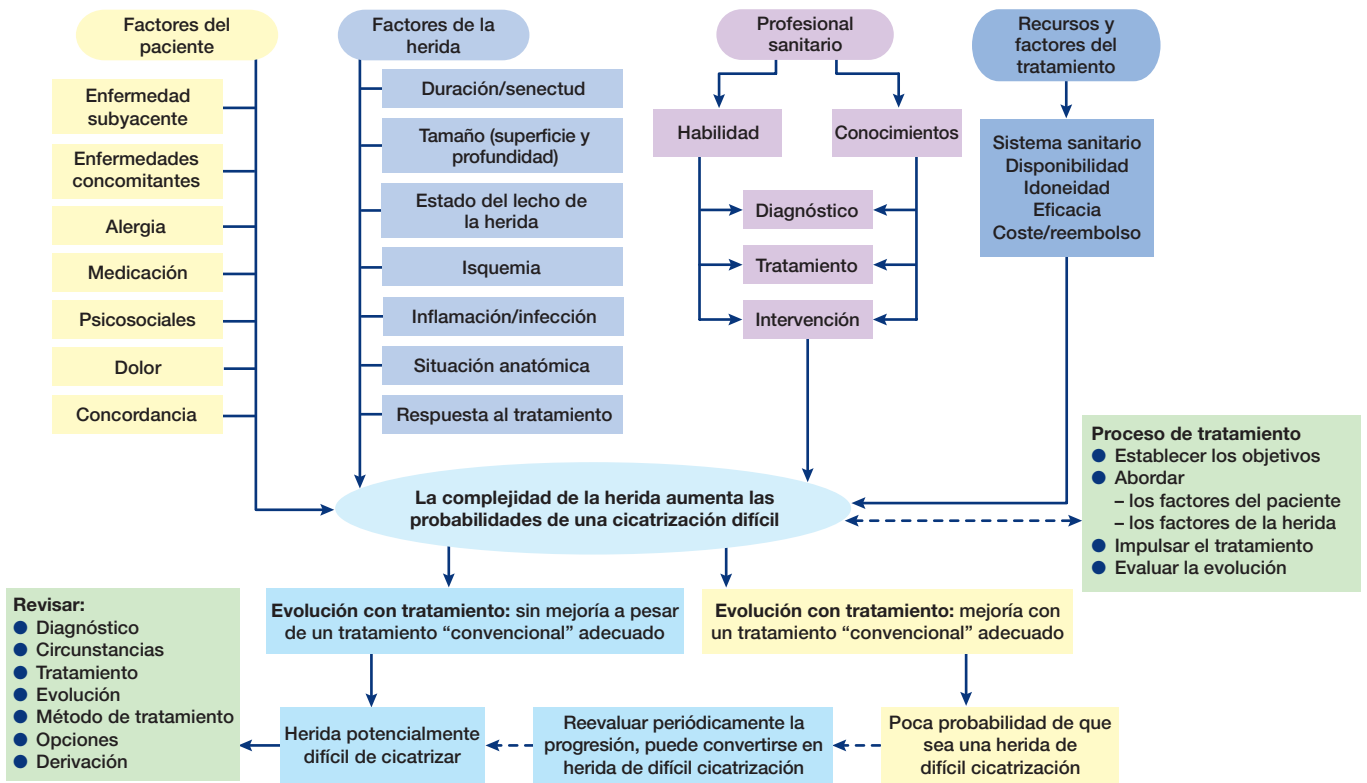 Factores del
paciente
Enfermedad
subyacente
Enfermedades
concomitantes
Alergia
Medicación
Psicosociales
Dolor
Concordancia
Factores de la
herida
Duración/senectud
Tamaño (superficie y
profundidad)
Estado del lecho de
la herida
Isquemia
Inflamación/infección
Situación anatómica
Respuesta al tratamiento
Profesional
sanitario
Habilidad
Conocimientos
Diagnóstico
Tratamiento
Intervención
Recursos y
factores del
tratamiento
Sistema sanitario
Disponibilidad
Idoneidad
Eficacia
Coste/reembolso
La complejidad de la herida aumenta las
probabilidades de una cicatrización difícil
Proceso de tratamiento
● Establecer los objetivos
● Abordar
– los factores del paciente
– los factores de la herida
● Impulsar el tratamiento
● Evaluar la evolución
Evolución con tratamiento: sin mejoría a pesar
de un tratamiento “convencional” adecuado
Evolución con tratamiento: mejoría con
un tratamiento “convencional” adecuado
Revisar:
● Diagnóstico
● Circunstancias
● Tratamiento
● Evolución
● Método de tratamiento
● Opciones
● Derivación
Herida potencialmente
difícil de cicatrizar
Reevaluar periódicamente la
progresión, puede convertirse en
herida de difícil cicatrización
Poca probabilidad de que
sea una herida de
difícil cicatrización